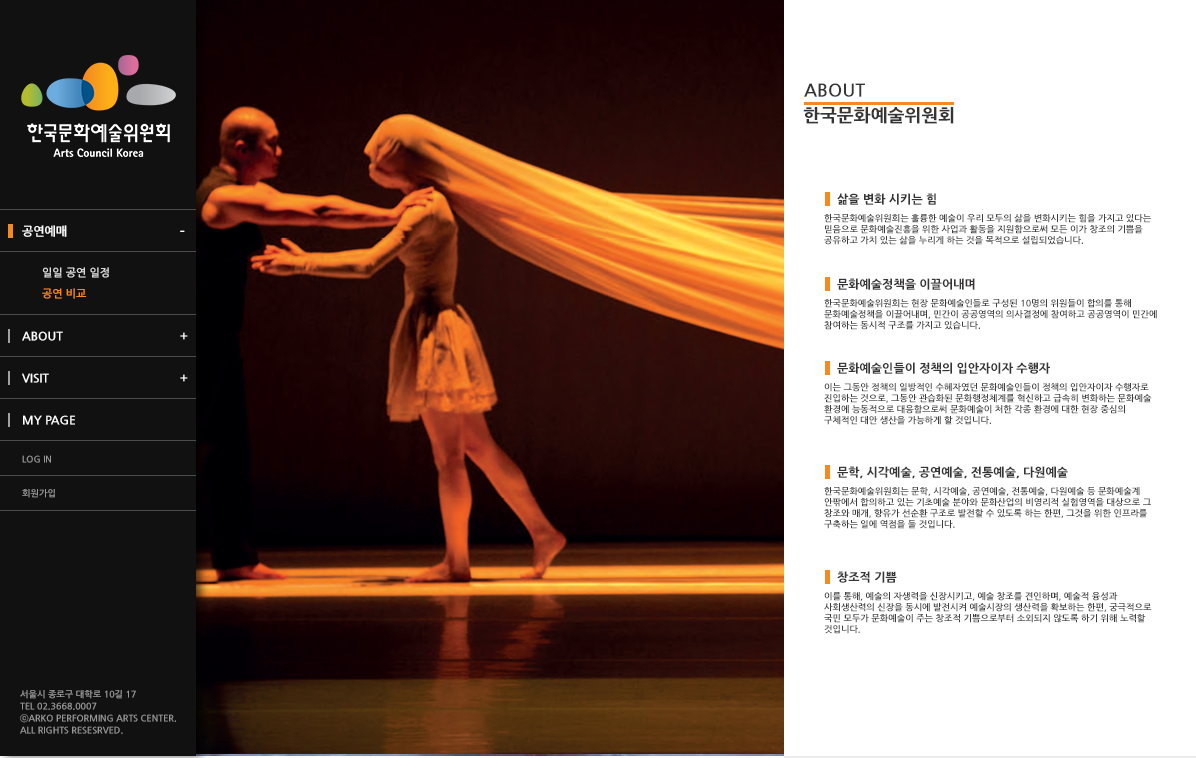 한국문화예술위원회
Arts Council Korea
공연예매 -
일일 공연 일정
공연 비교
ABOUT +
VISIT +
MY PAGE
LOG IN
회원가입
서울시 종로구 대학로 10길 17
TEL 02.3668.0007
ⓒARKO PERFORMING ARTS CENTER.
ALL RIGHTS RESESRVED.
ABOUT
한국문화예술위원회
삶을 변화 시키는 힘
한국문화예술위원회는 훌륭한 예술이 우리 모두의 삶을 변화시키는 힘을 가지고 있다는
믿음으로 문화예술진흥을 위한 사업과 활동을 지원함으로써 모든 이가 창조의 기쁨을
공유하고 가치 있는 삶을 누리게 하는 것을 목적으로 설립되었습니다.
문화예술정책을 이끌어내며
한국문화예술위원회는 현장 문화예술인들로 구성된 10명의 위원들이 합의를 통해
문화예술정책을 이끌어내며, 민간이 공공영역의 의사결정에 참여하고 공공영역이 민간에
참여하는 동시적 구조를 가지고 있습니다.
문화예술인들이 정책의 입안자이자 수행자
이는 그동안 정책의 일방적인 수혜자였던 문화예술인들이 정책의 입안자이자 수행자로
진입하는 것으로, 그동안 관습화된 문화행정체계를 혁신하고 급속히 변화하는 문화예술
환경에 능동적으로 대응함으로써 문화예술이 처한 각종 환경에 대한 현장 중심의
구체적인 대안 생산을 가능하게 할 것입니다.
문학, 시각예술, 공연예술, 전통예술, 다원예술
한국문화예술위원회는 문학, 시각예술, 공연예술, 전통예술, 다원예술 등 문화예술계
안팎에서 합의하고 있는 기초예술 분야와 문화산업의 비영리적 실험영역을 대상으로 그
창조와 매개, 향유가 선순환 구조로 발전할 수 있도록 하는 한편, 그것을 위한 인프라를
구축하는 일에 역점을 둘 것입니다.
창조적 기쁨
이를 통해, 예술의 자생력을 신장시키고, 예술 창조를 견인하며, 예술적 융성과
사회생산력의 신장을 동시에 발전시켜 예술시장의 생산력을 확보하는 한편, 궁극적으로
국민 모두가 문화예술이 주는 창조적 기쁨으로부터 소외되지 않도록 하기 위해 노력할
것입니다.